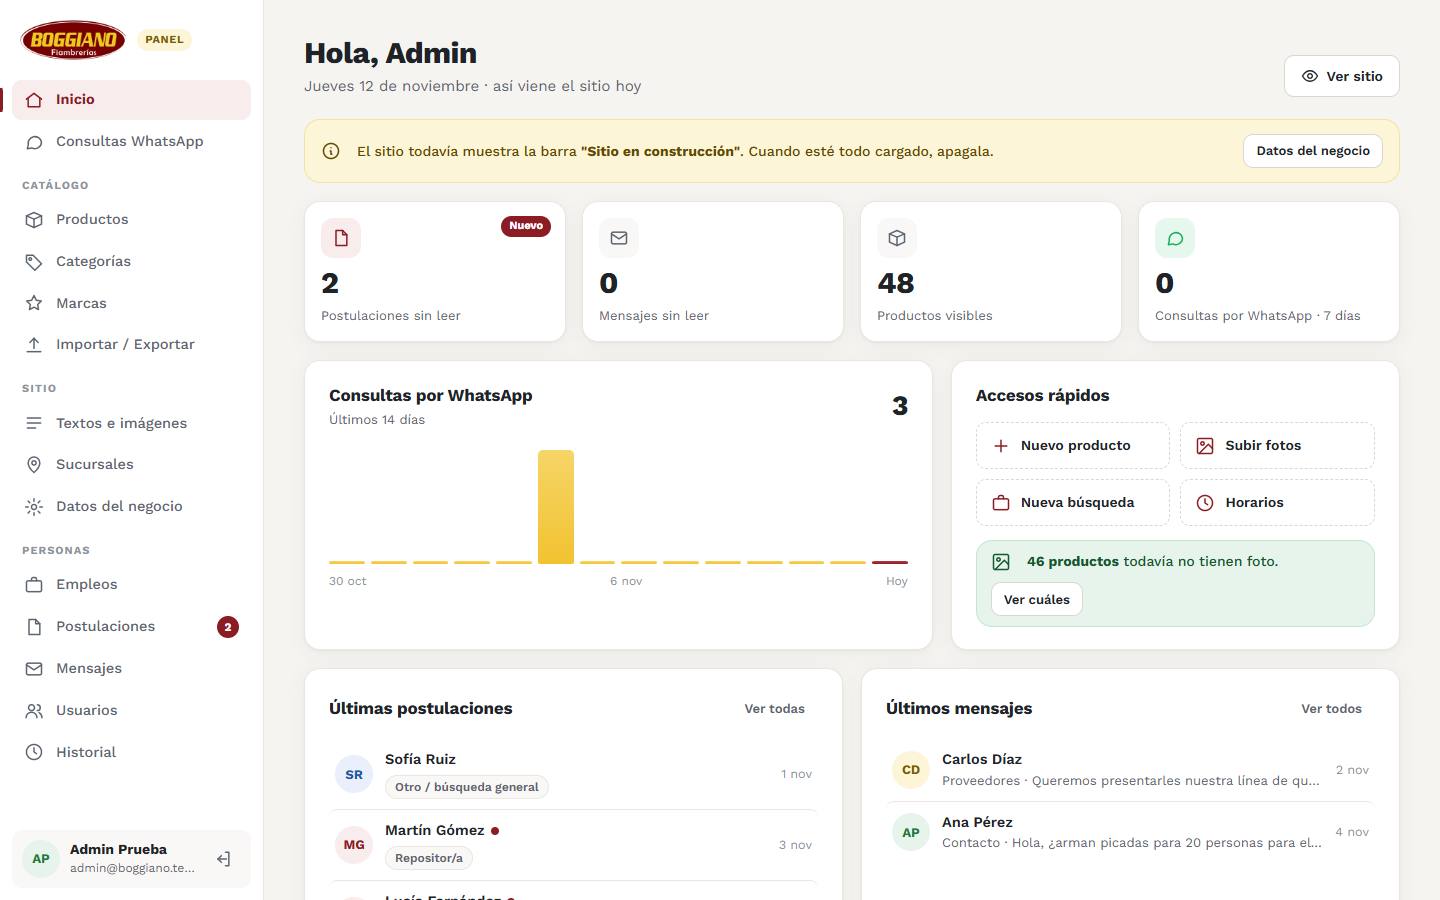 BOGGIANO
Fiambrerías
PANEL
Inicio
Consultas WhatsApp
CATÁLOGO
Productos
Categorías
Marcas
Importar / Exportar
SITIO
Textos e imágenes
Sucursales
Datos del negocio
PERSONAS
Empleos
Postulaciones
2
Mensajes
Usuarios
Historial
AP
Admin Prueba
admin@boggiano.te...
Hola, Admin
Jueves 12 de noviembre · así viene el sitio hoy
Ver sitio
El sitio todavía muestra la barra "Sitio en construcción". Cuando esté todo cargado, apagala.
Datos del negocio
Nuevo
2
Postulaciones sin leer
0
Mensajes sin leer
48
Productos visibles
0
Consultas por WhatsApp · 7 días
Consultas por WhatsApp
Últimos 14 días
3
30 oct
6 nov
Hoy
Accesos rápidos
Nuevo producto
Subir fotos
Nueva búsqueda
Horarios
46 productos todavía no tienen foto.
Ver cuáles
Últimas postulaciones
Ver todas
SR
Sofía Ruiz
Otro / búsqueda general
1 nov
MG
Martín Gómez
Repositor/a
3 nov
Lucía Fernández
Últimos mensajes
Ver todos
CD
Carlos Díaz
Proveedores · Queremos presentarles nuestra línea de qu...
2 nov
AP
Ana Pérez
Contacto · Hola, ¿arman picadas para 20 personas para el...
4 nov